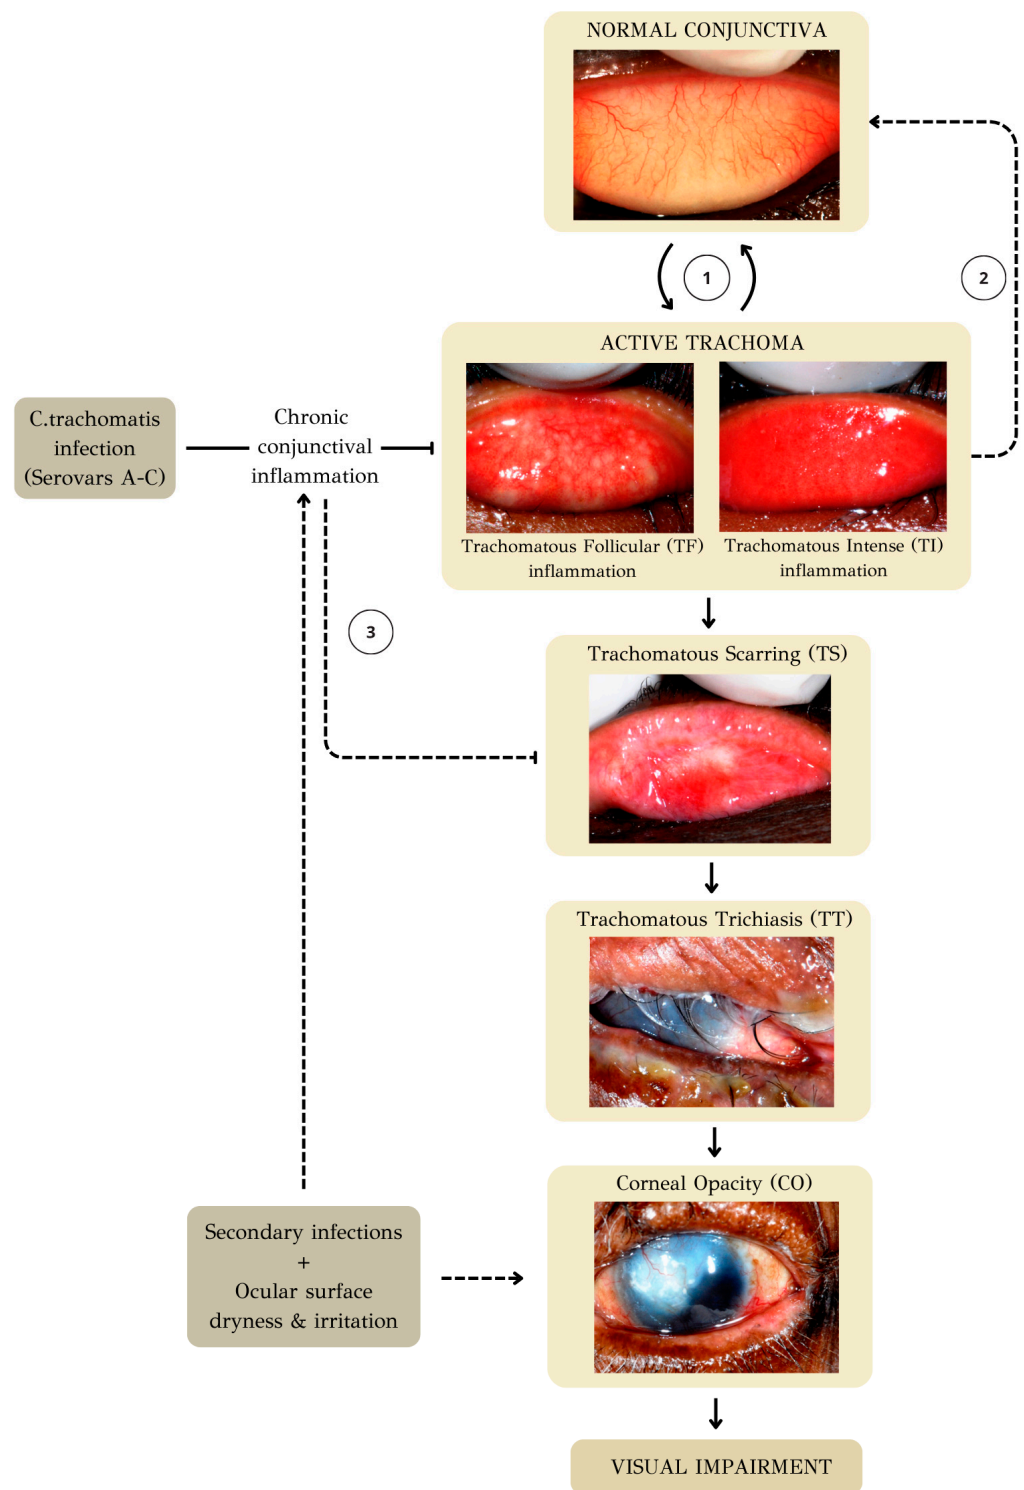 NORMAL CONJUNCTIVA
1
2
ACTIVE TRACHOMA
C.trachomatis
infection
(Serovars A-C)
Chronic
conjunctival
inflammation
Trachomatous Follicular (TF)
inflammation
Trachomatous Intense (TI)
inflammation
3
Trachomatous Scarring (TS)
Trachomatous Trichiasis (TT)
Corneal Opacity (CO)
Secondary infections
+
Ocular surface
dryness & irritation
VISUAL IMPAIRMENT